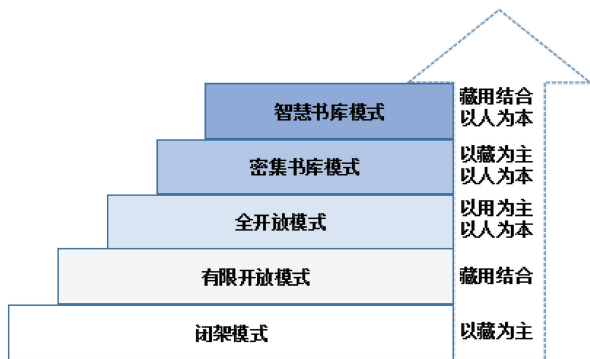 智慧书库模式
藏用结合
以人为本
密集书库模式
以藏为主
以人为本
全开放模式
以用为主
以人为本
有限开放模式
藏用结合
闭架模式
以藏为主